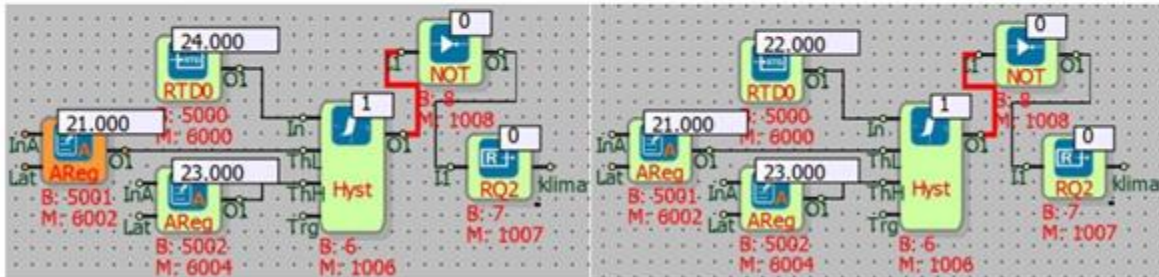 24.000
O1
RTD0
B: -5000
M: 6000
21.000
InA
Lat
O1
AReg
B: -5001
M: 6002
23.000
InA
Lat
O1
AReg
B: -5002
M: 6004
1
In
ThL
ThH
Trg
O1
Hyst
B: -6
M: 1006
0
I1
O1
NOT
B: -8
M: 1008
0
I1
RQ2
klima
B: -7
M: 1007
22.000
O1
RTD0
B: -5000
M: 6000
21.000
InA
Lat
O1
AReg
B: -5001
M: 6002
23.000
InA
Lat
O1
AReg
B: -5002
M: 6004
1
In
ThL
ThH
Trg
O1
Hyst
B: -6
M: 1006
0
I1
O1
NOT
B: -8
M: 1008
0
I1
RQ2
klima
B: -7
M: 1007